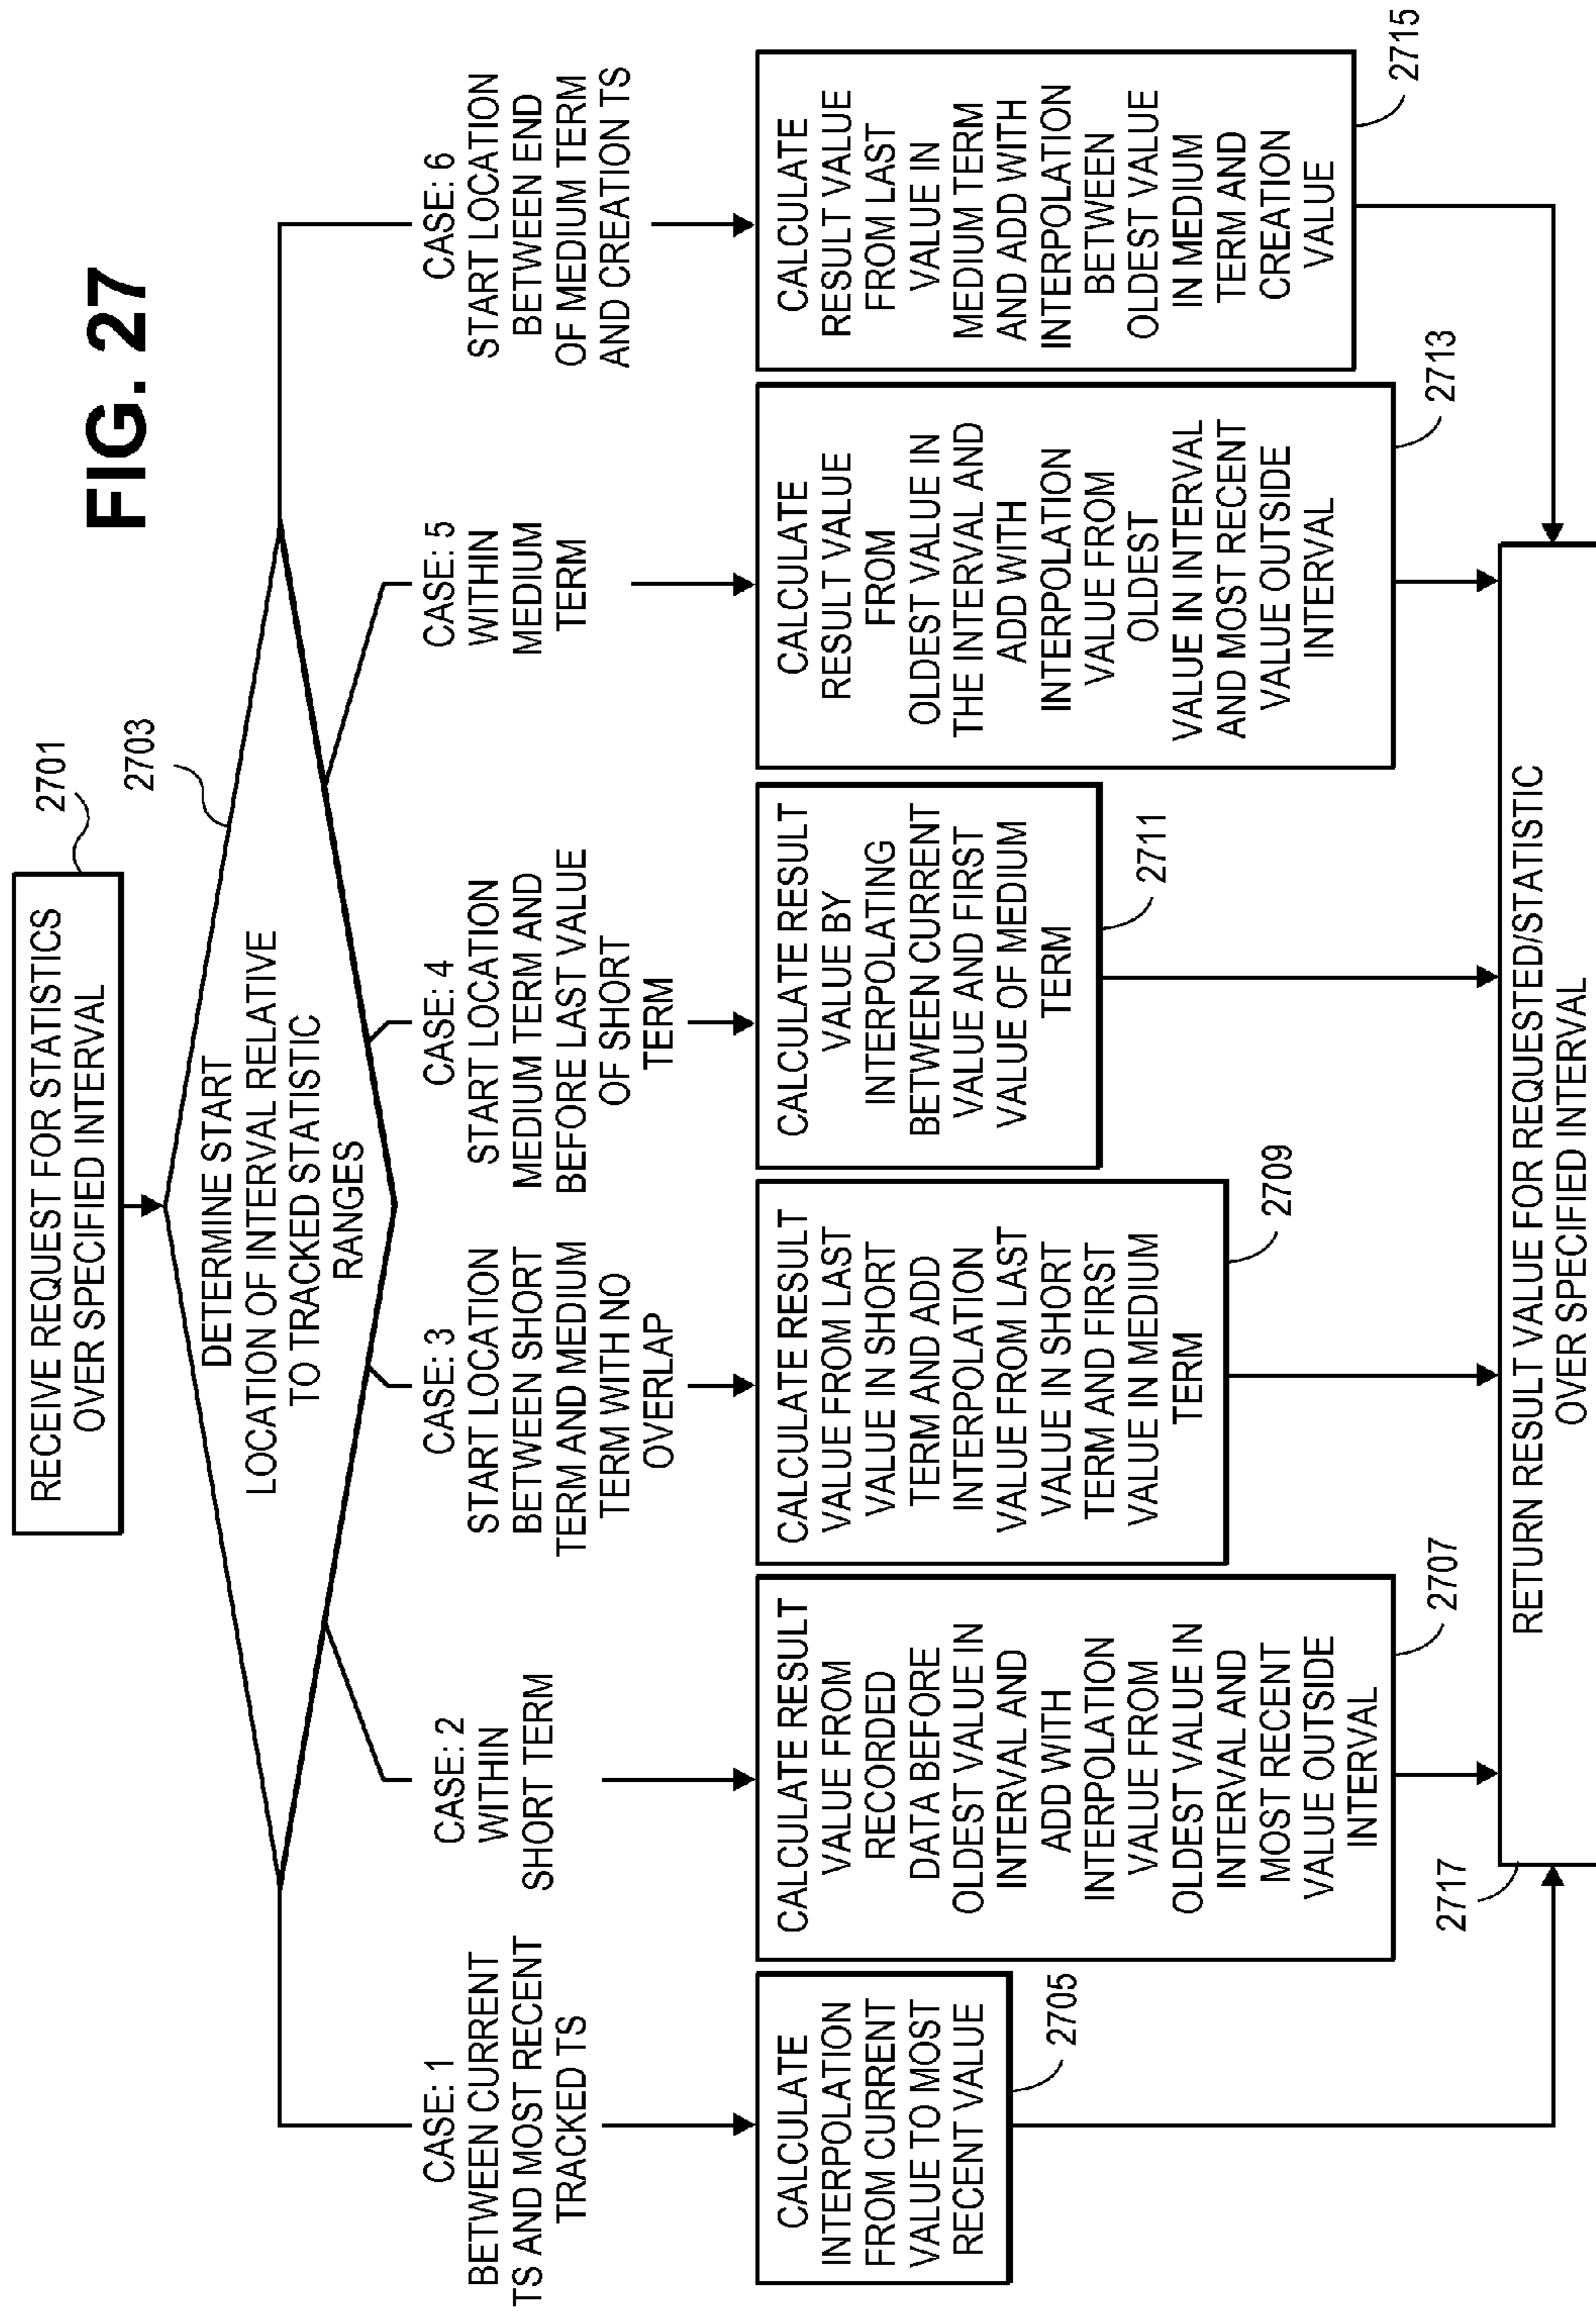 FIG. 27
RECEIVE REQUEST FOR STATISTICS
OVER SPECIFIED INTERVAL
2701
2703
DETERMINE START
LOCATION OF INTERVAL RELATIVE
TO TRACKED STATISTIC
RANGES
CASE: 1
BETWEEN CURRENT
TS AND MOST RECENT
TRACKED TS
CASE: 2
WITHIN
SHORT TERM
CASE: 3
START LOCATION
BETWEEN SHORT
TERM AND MEDIUM
TERM WITH NO
OVERLAP
CASE: 4
START LOCATION
MEDIUM TERM AND
BEFORE LAST VALUE
OF SHORT
TERM
CASE: 5
WITHIN
MEDIUM
TERM
CASE: 6
START LOCATION
BETWEEN END
OF MEDIUM TERM
AND CREATION TS
CALCULATE
INTERPOLATION
FROM CURRENT
VALUE TO MOST
RECENT VALUE
2705
CALCULATE RESULT
VALUE FROM
RECORDED
DATA BEFORE
OLDEST VALUE IN
INTERVAL AND
ADD WITH
INTERPOLATION
VALUE FROM
OLDEST VALUE IN
INTERVAL AND
MOST RECENT
VALUE OUTSIDE
INTERVAL
2707
CALCULATE RESULT
VALUE FROM LAST
VALUE IN SHORT
TERM AND ADD
INTERPOLATION
VALUE FROM LAST
VALUE IN SHORT
TERM AND FIRST
VALUE IN MEDIUM
TERM
2709
CALCULATE RESULT
VALUE BY
INTERPOLATING
BETWEEN CURRENT
VALUE AND FIRST
VALUE OF MEDIUM
TERM
2711
CALCULATE
RESULT VALUE
FROM
OLDEST VALUE IN
THE INTERVAL AND
ADD WITH
INTERPOLATION
VALUE FROM
OLDEST
VALUE IN INTERVAL
AND MOST RECENT
VALUE OUTSIDE
INTERVAL
2713
CALCULATE
RESULT VALUE
FROM LAST
VALUE IN
MEDIUM TERM
AND ADD WITH
INTERPOLATION
BETWEEN
OLDEST VALUE
IN MEDIUM
TERM AND
CREATION
VALUE
2715
2717
RETURN RESULT VALUE FOR REQUESTED/STATISTIC
OVER SPECIFIED INTERVAL